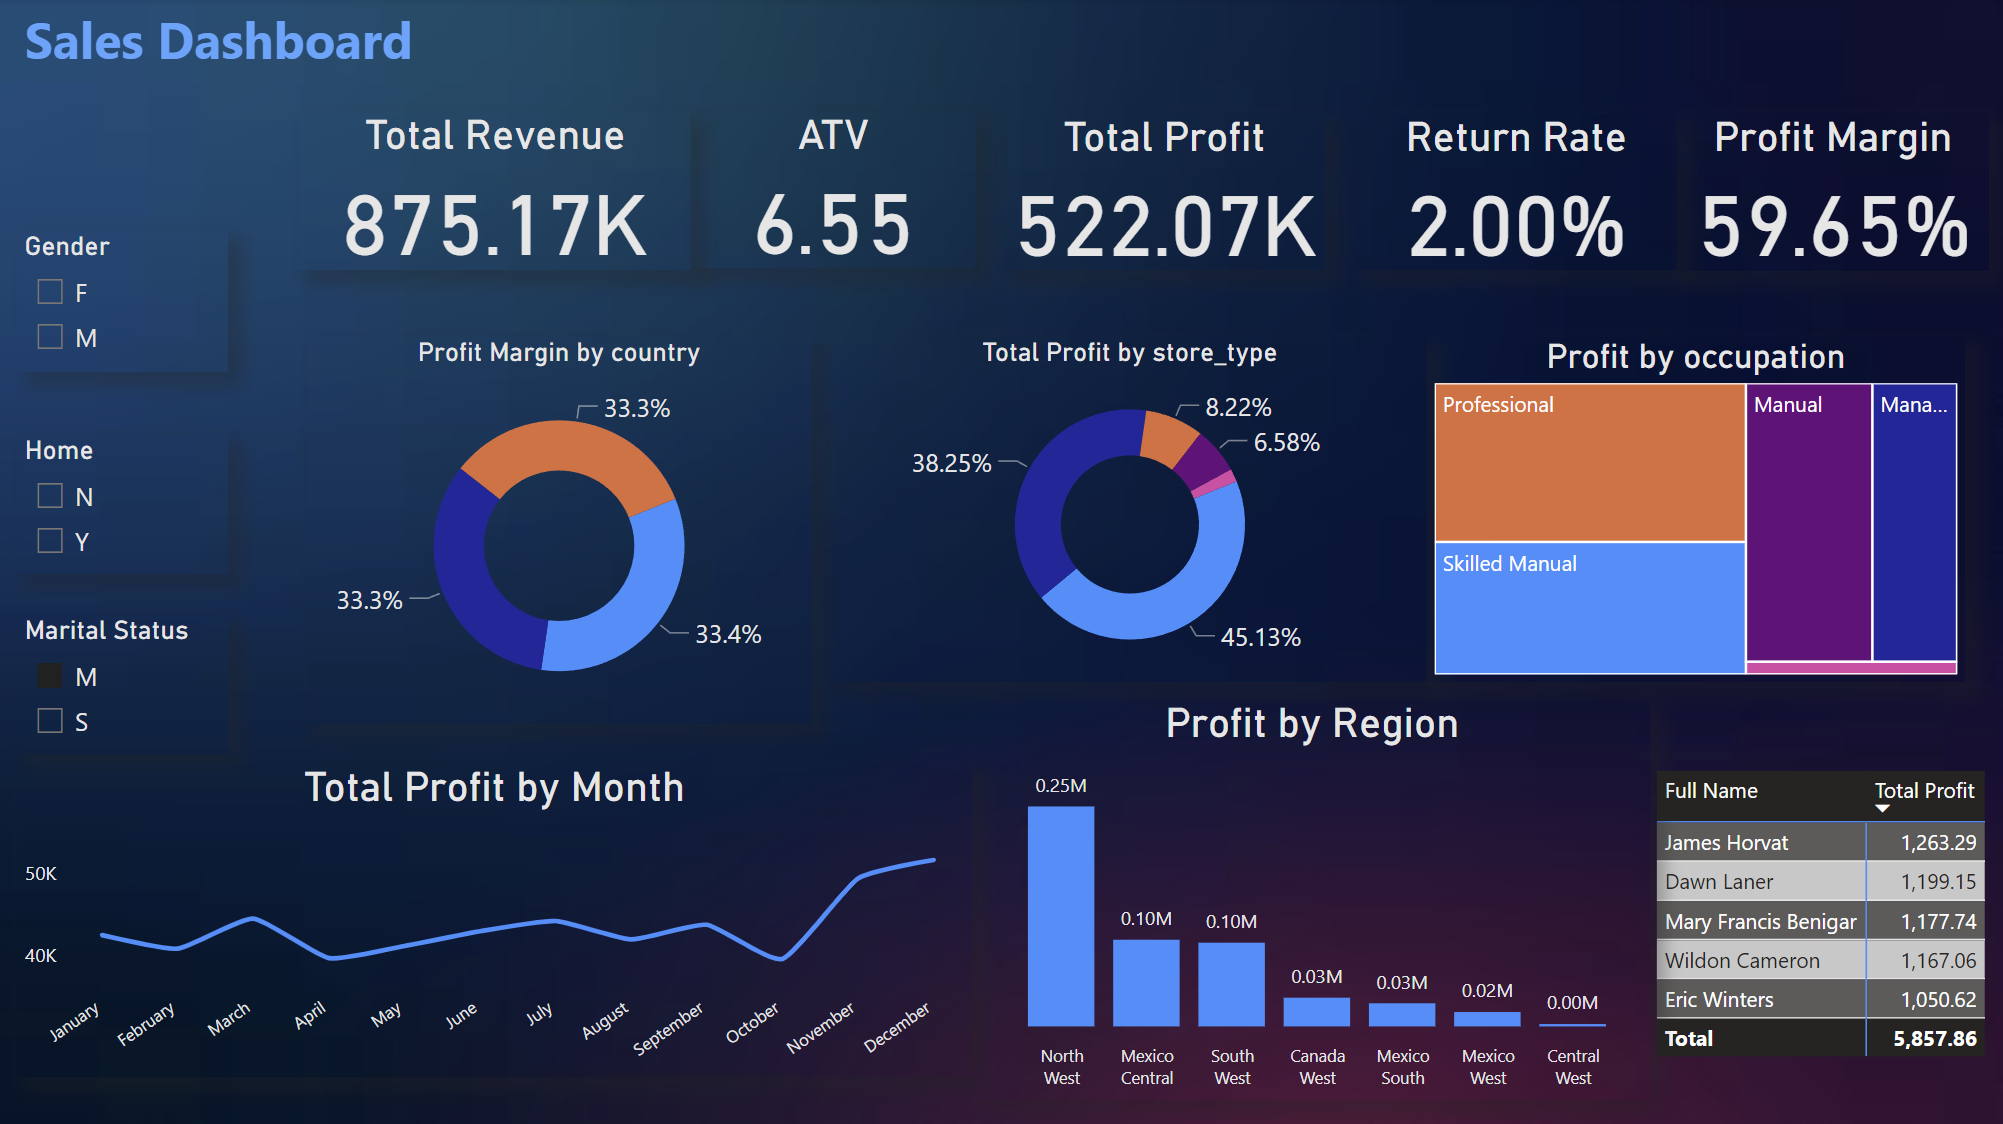 Sales Dashboard
Total Revenue
875.17K
ATV
6.55
Total Profit
522.07K
Return Rate
2.00%
Profit Margin
59.65%
Gender
F
M
Home
N
Y
Marital Status
M
S
Profit Margin by country
33.3%
33.3%
33.4%
Total Profit by store_type
8.22%
6.58%
38.25%
45.13%
Profit by occupation
Professional
Manual
Mana...
Skilled Manual
Total Profit by Month
50K
40K
January
February
March
April
May
June
July
August
September
October
November
December
Profit by Region
0.25M
0.10M
0.10M
0.03M
0.03M
0.02M
0.00M
North
West
Mexico
Central
South
West
Canada
West
Mexico
South
Mexico
West
Central
West
Full Name Total Profit
James Horvat 1,263.29
Dawn Laner 1,199.15
Mary Francis Benigar 1,177.74
Wildon Cameron 1,167.06
Eric Winters 1,050.62
Total 5,857.86